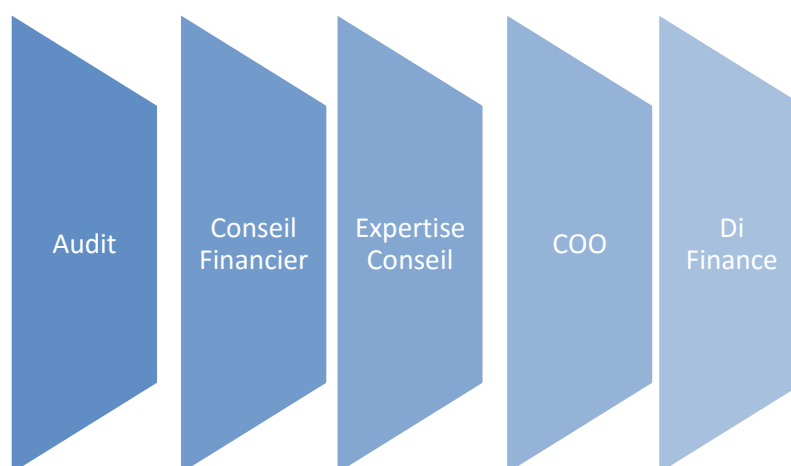 Audit
Conseil
Financier
Expertise
Conseil
COO
Di
Finance